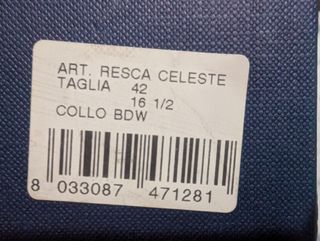 ART. RESCA CELESTE
TAGLIA 42
16 1/2
COLLO BDW
8 033087 471281